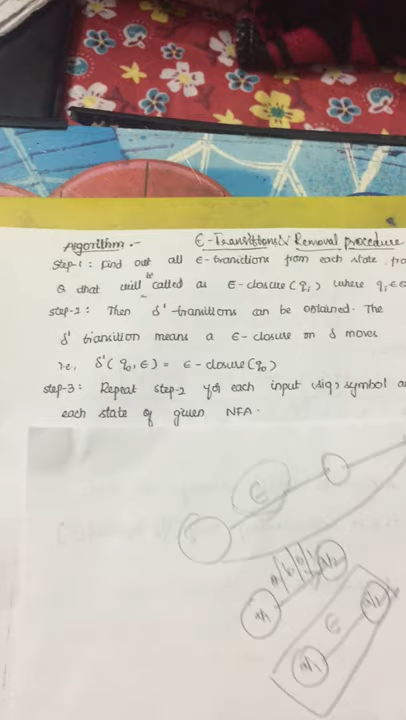 Algorithm :-
Є-Transitions Removal procedure
Step-1 : Find out all Є-transitions from each state
Q that will be called as Є-closure(qi) where qi Є
Step-2 : Then δ' transitions can be obtained. The
δ' transition means a Є-closure on δ moves
i.e., δ'(q0, Є) = Є-closure(q0)
Step-3 : Repeat step-2 for each input symbol
each state of given NFA.
Є
Є